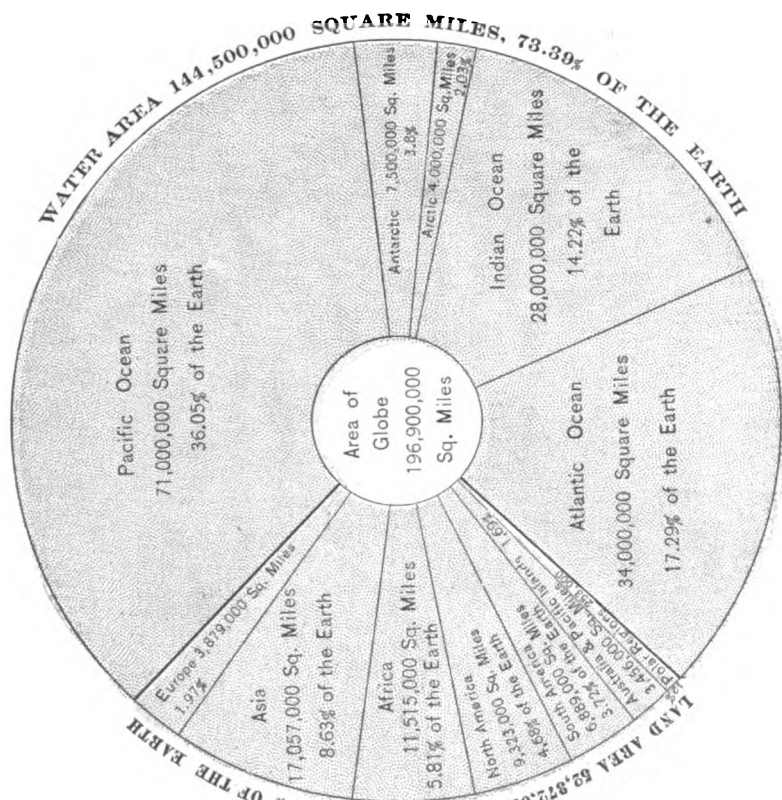 WATER AREA 144,500,000 SQUARE MILES, 73.39% OF THE EARTH
Antarctic 7,500,000 Sq. Miles
3.8%
Arctic 4,000,000 Sq. Miles
2.03%
Indian Ocean
28,000,000 Square Miles
14.22% of the
Earth
Atlantic Ocean
34,000,000 Square Miles
17.29% of the Earth
Pacific Ocean
71,000,000 Square Miles
36.05% of the Earth
Area of
Globe
196,900,000
Sq. Miles
Europe 3,879,000 Sq. Miles
1.97%
Asia
17,057,000 Sq. Miles
8.63% of the Earth
Africa
11,515,000 Sq. Miles
5.81% of the Earth
North America
Sq. Miles
of the Earth
South America
6,889,000 Sq. Miles
3.72% of the Earth
Australia & Pacific Islands 1.69%
3,456,000 Sq. Miles
Polar Regions
LAND AREA
OF THE EARTH